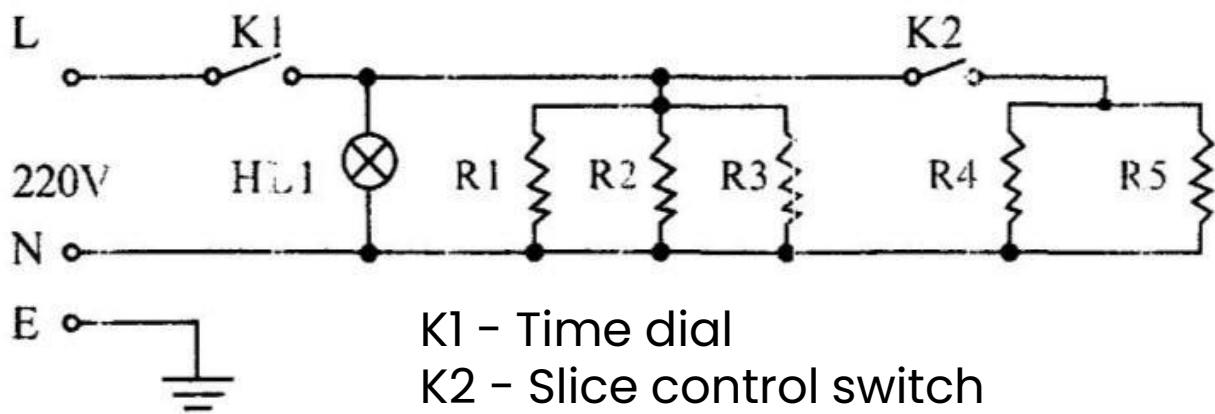 L K1 K2
220V HL1 R1 R2 R3 R4 R5
N
E
K1 - Time dial
K2 - Slice control switch